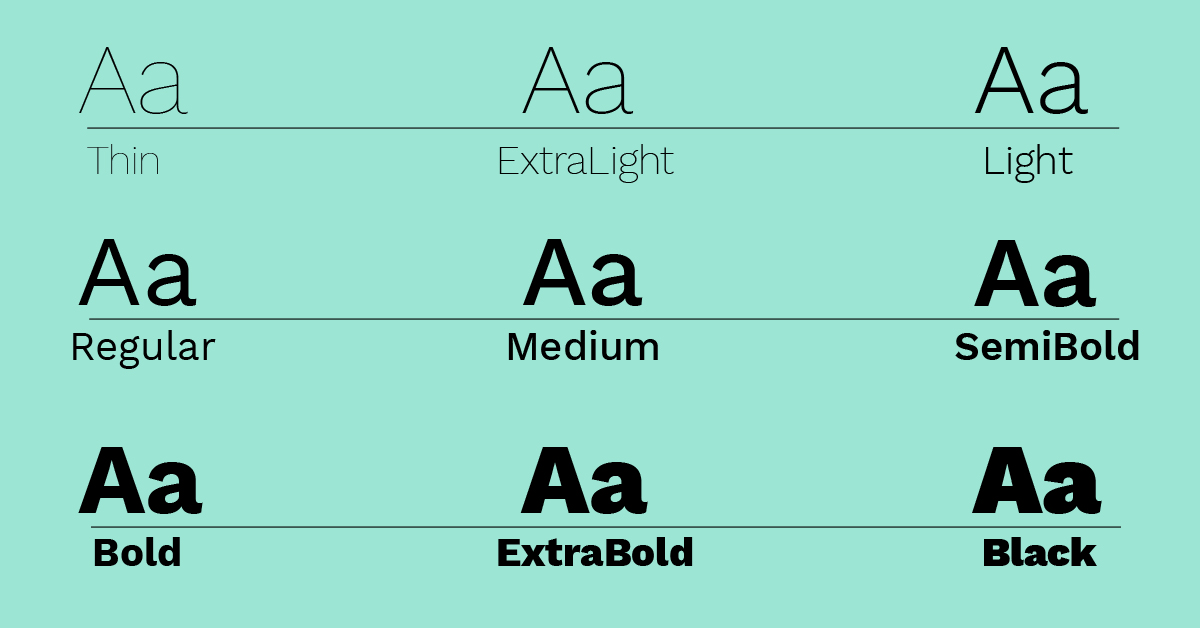 Aa Aa Aa
Thin ExtraLight Light
Aa Aa Aa
Regular Medium SemiBold
Aa Aa Aa
Bold ExtraBold Black